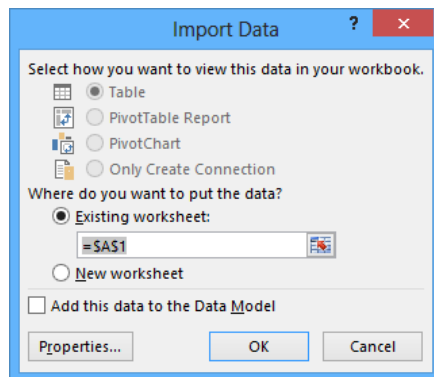 Import Data
?
×
Select how you want to view this data in your workbook.
Table
PivotTable Report
PivotChart
Only Create Connection
Where do you want to put the data?
Existing worksheet:
=$A$1
New worksheet
Add this data to the Data Model
Properties... OK Cancel